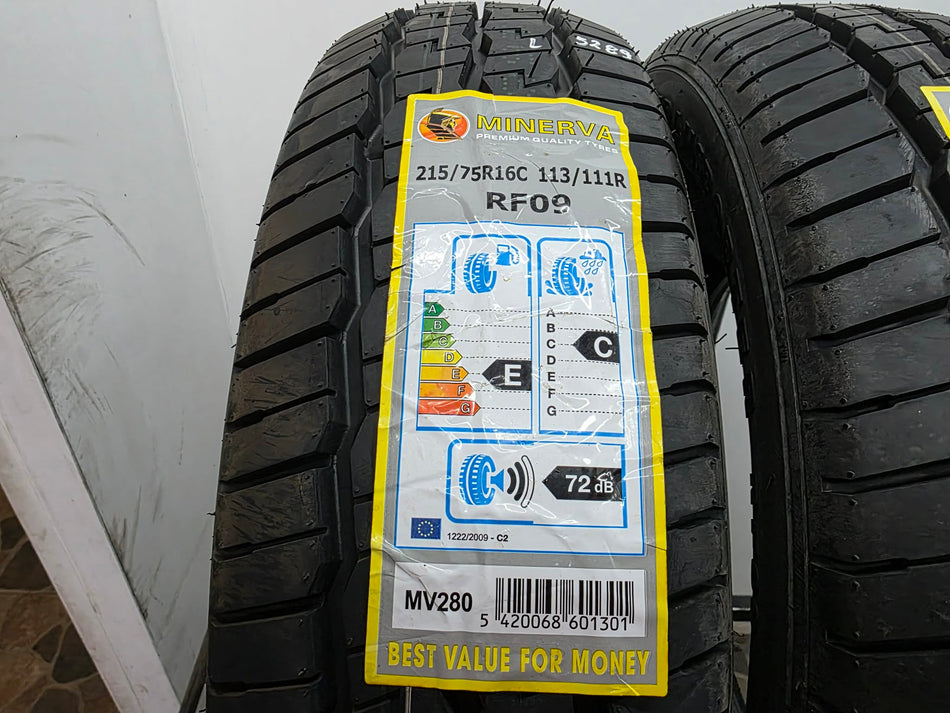 L 5289
MINERVA
PREMIUM QUALITY TYRES
215/75R16C 113/111R
RF09
A
B
C
D
E
F
G
E
A
B
C
D
E
F
G
C
72 dB
1222/2009 - C2
MV280
5 420068 601301
BEST VALUE FOR MONEY